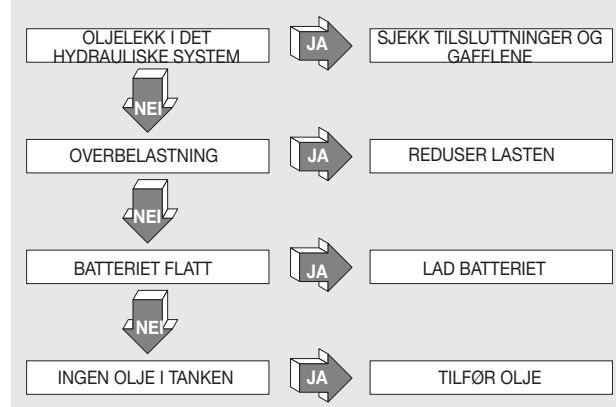 OLJELEKK I DET
HYDRAULISKE SYSTEM
JA
SJEKK TILSLUTTNINGER OG
GAFFLENE
NEI
OVERBELASTNING
JA
REDUSER LASTEN
NEI
BATTERIET FLATT
JA
LAD BATTERIET
NEI
INGEN OLJE I TANKEN
JA
TILFØR OLJE